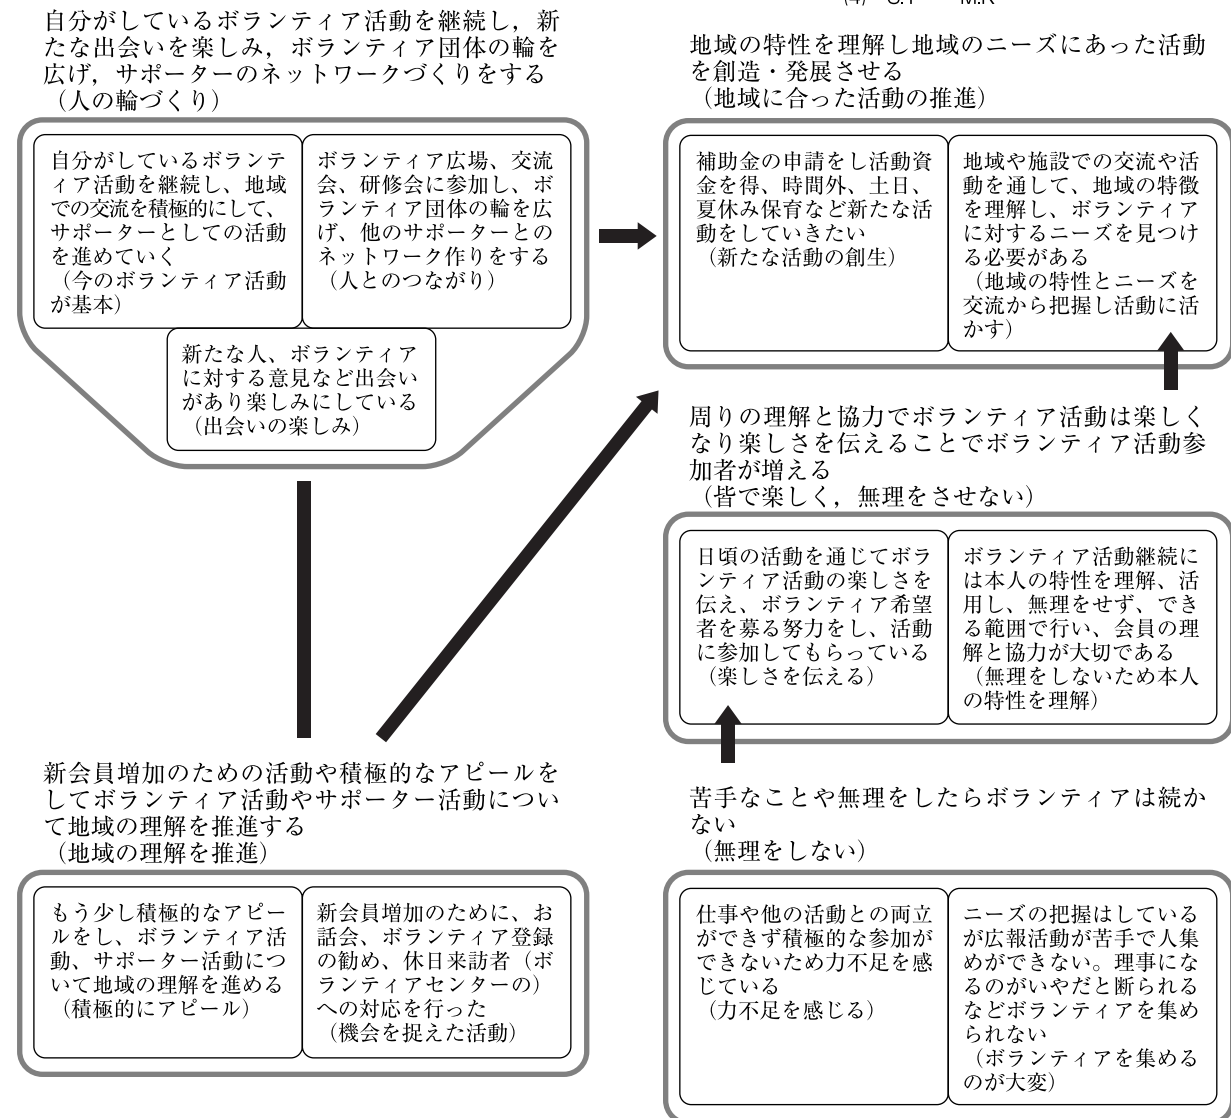 自分がしているボランティア活動を継続し，新
たな出会いを楽しみ，ボランティア団体の輪を
広げ，サポーターのネットワークづくりをする
（人の輪づくり）
自分がしているボランテ
ィア活動を継続し、地域
での交流を積極的にして、
サポーターとしての活動
を進めていく
（今のボランティア活動
が基本）
ボランティア広場、交流
会、研修会に参加し、ボ
ランティア団体の輪を広
げ、他のサポーターとの
ネットワーク作りをする
（人とのつながり）
新たな人、ボランティア
に対する意見など出会い
があり楽しみにしている
（出会いの楽しみ）
地域の特性を理解し地域のニーズにあった活動
を創造・発展させる
（地域に合った活動の推進）
補助金の申請をし活動資
金を得、時間外、土日、
夏休み保育など新たな活
動をしていきたい
（新たな活動の創生）
地域や施設での交流や活
動を通して、地域の特徴
を理解し、ボランティア
に対するニーズを見つけ
る必要がある
（地域の特性とニーズを
交流から把握し活動に活
かす）
周りの理解と協力でボランティア活動は楽しく
なり楽しさを伝えることでボランティア活動参
加者が増える
（皆で楽しく，無理をさせない）
日頃の活動を通じてボラ
ンティア活動の楽しさを
伝え、ボランティア希望
者を募る努力をし、活動
に参加してもらっている
（楽しさを伝える）
ボランティア活動継続に
は本人の特性を理解、活
用し、無理をせず、でき
る範囲で行い、会員の理
解と協力が大切である
（無理をしないため本人
の特性を理解）
新会員増加のための活動や積極的なアピールを
してボランティア活動やサポーター活動につい
て地域の理解を推進する
（地域の理解を推進）
もう少し積極的なアピー
ルをし、ボランティア活
動、サポーター活動につ
いて地域の理解を進める
（積極的にアピール）
新会員増加のために、お
話会、ボランティア登録
の勧め、休日来訪者（ボ
ランティアセンターの）
への対応を行った
（機会を捉えた活動）
苦手なことや無理をしたらボランティアは続か
ない
（無理をしない）
仕事や他の活動との両立
ができず積極的な参加が
できないため力不足を感
じている
（力不足を感じる）
ニーズの把握はしている
が広報活動が苦手で人集
めができない。理事にな
るのがいやだと断られる
などボランティアを集め
られない
（ボランティアを集める
のが大変）